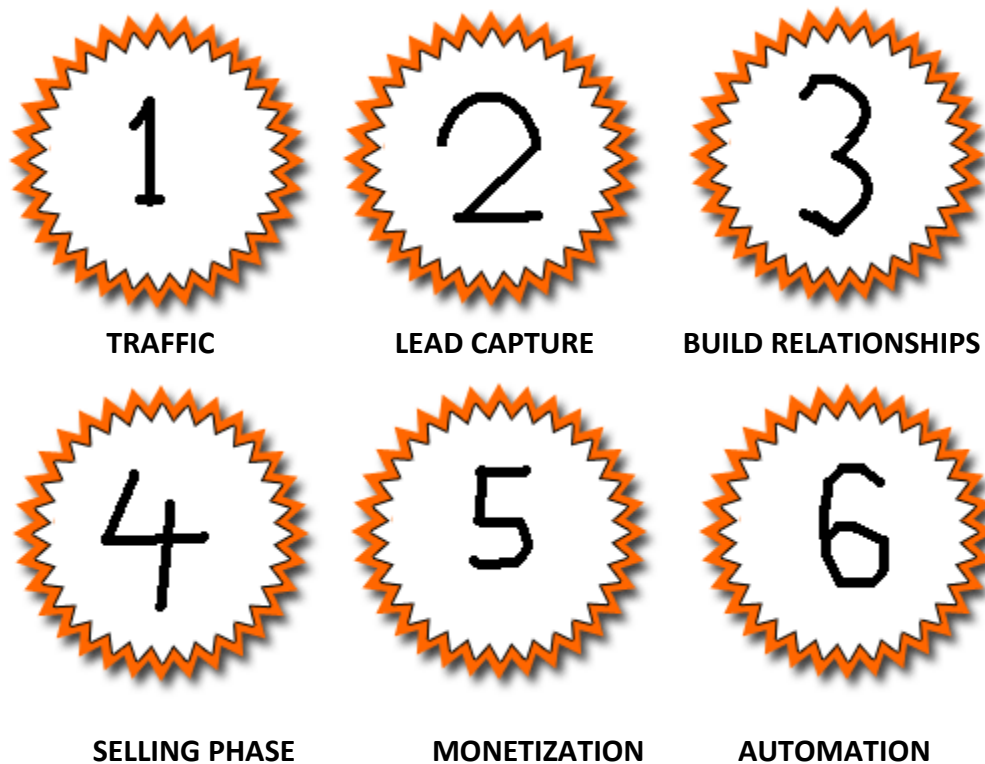 1 2 3
TRAFFIC LEAD CAPTURE BUILD RELATIONSHIPS
4 5 6
SELLING PHASE MONETIZATION AUTOMATION